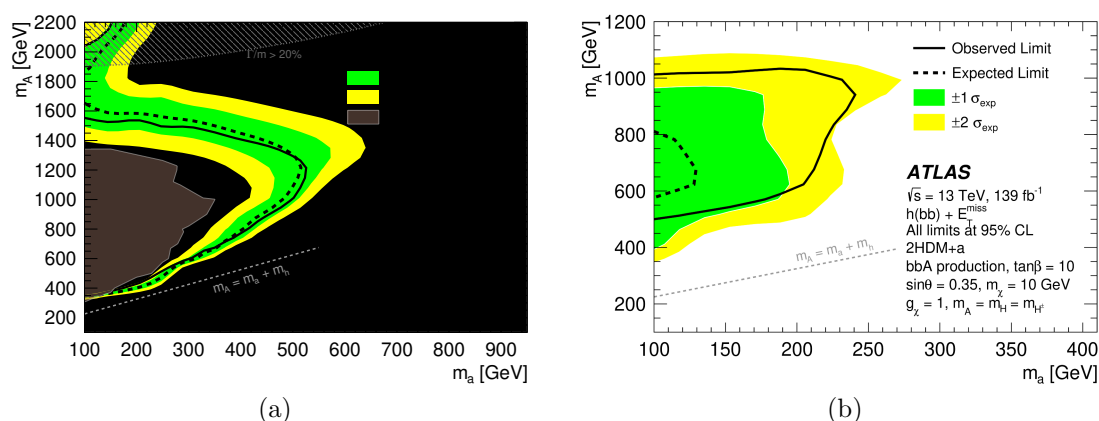 2200
2000
1800
1600
1400
1200
1000
800
600
400
200
m_A [GeV]
Γ/m > 20%
m_A = m_a + m_h
100 200 300 400 500 600 700 800 900
m_a [GeV]
(a)
1200
1000
800
600
400
200
m_A [GeV]
Observed Limit
Expected Limit
±1 σ_exp
±2 σ_exp
ATLAS
√s = 13 TeV, 139 fb⁻¹
h(bb) + E_T^miss
All limits at 95% CL
2HDM+a
bbA production, tanβ = 10
sinθ = 0.35, m_χ = 10 GeV
g_χ = 1, m_A = m_H = m_H±
m_A = m_a + m_h
100 150 200 250 300 350 400
m_a [GeV]
(b)